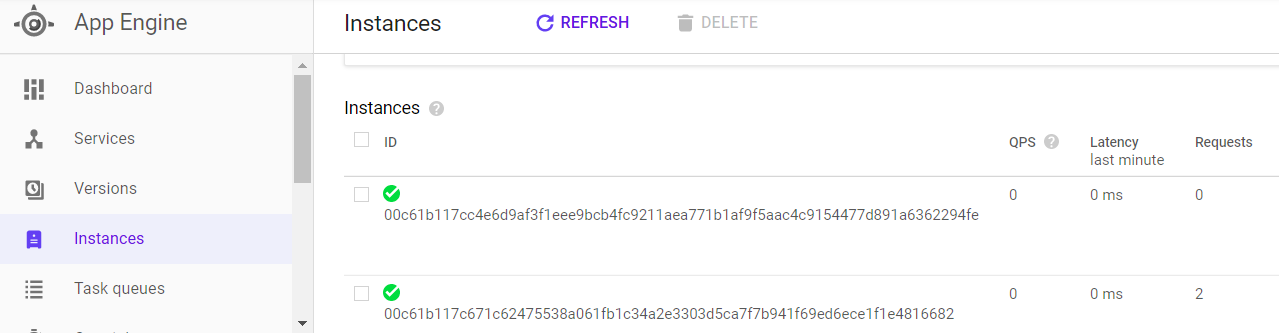 App Engine
Instances
REFRESH
DELETE
Dashboard
Services
Versions
Instances
Task queues
Instances ?
ID
QPS ?
Latency
last minute
Requests
0
0 ms
0
00c61b117cc4e6d9af3f1eee9bcb4fc9211aea771b1af9f5aac4c9154477d891a6362294fe
0
0 ms
2
00c61b117c671c62475538a061fb1c34a2e3303d5ca7f7b941f69ed6ece1f1e4816682